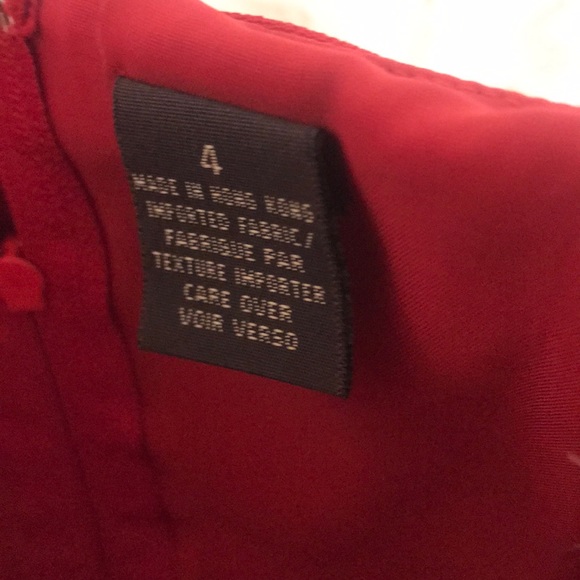 4
MADE IN HONG KONG
IMPORTED FABRIC/
FABRIQUE PAR
TEXTURE IMPORTER
CARE OVER
VOIR VERSO